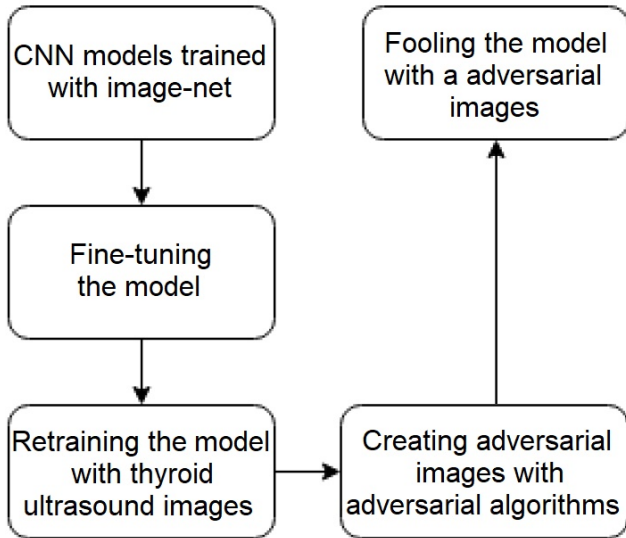 CNN models trained
with image-net
Fine-tuning
the model
Retraining the model
with thyroid
ultrasound images
Creating adversarial
images with
adversarial algorithms
Fooling the model
with a adversarial
images